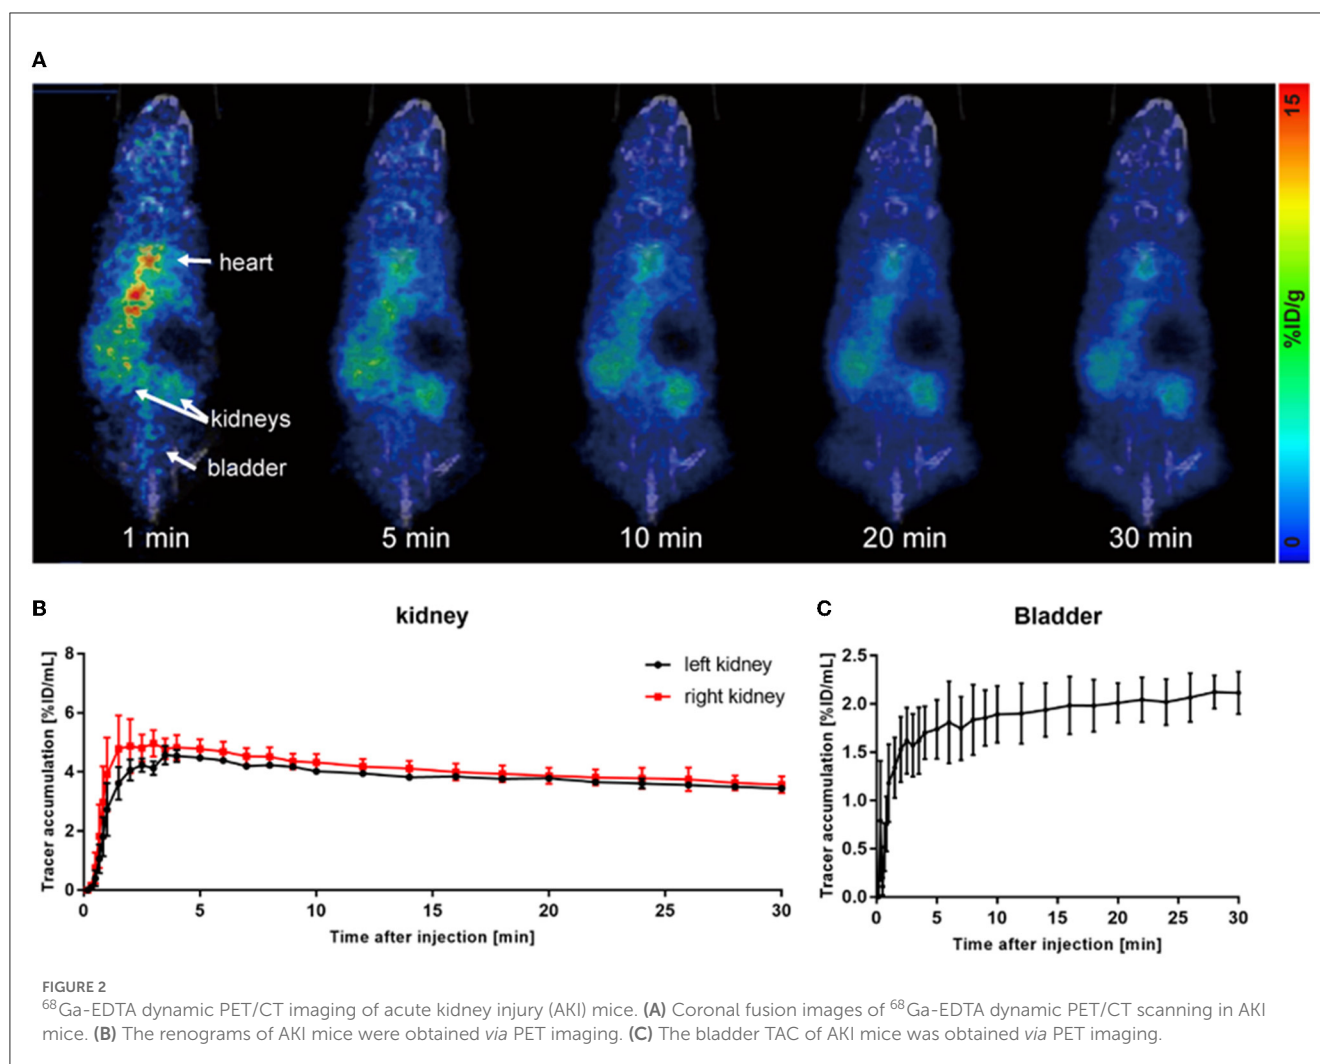 A
heart
kidneys
bladder
1 min
5 min
10 min
20 min
30 min
15
%ID/g
0
B
kidney
Tracer accumulation [%ID/mL]
8
6
4
2
0
left kidney
right kidney
0 5 10 15 20 25 30
Time after injection [min]
C
Bladder
Tracer accumulation [%ID/mL]
2.5
2.0
1.5
1.0
0.5
0.0
0 5 10 15 20 25 30
Time after injection [min]
FIGURE 2
⁶⁸Ga-EDTA dynamic PET/CT imaging of acute kidney injury (AKI) mice. (A) Coronal fusion images of ⁶⁸Ga-EDTA dynamic PET/CT scanning in AKI
mice. (B) The renograms of AKI mice were obtained via PET imaging. (C) The bladder TAC of AKI mice was obtained via PET imaging.